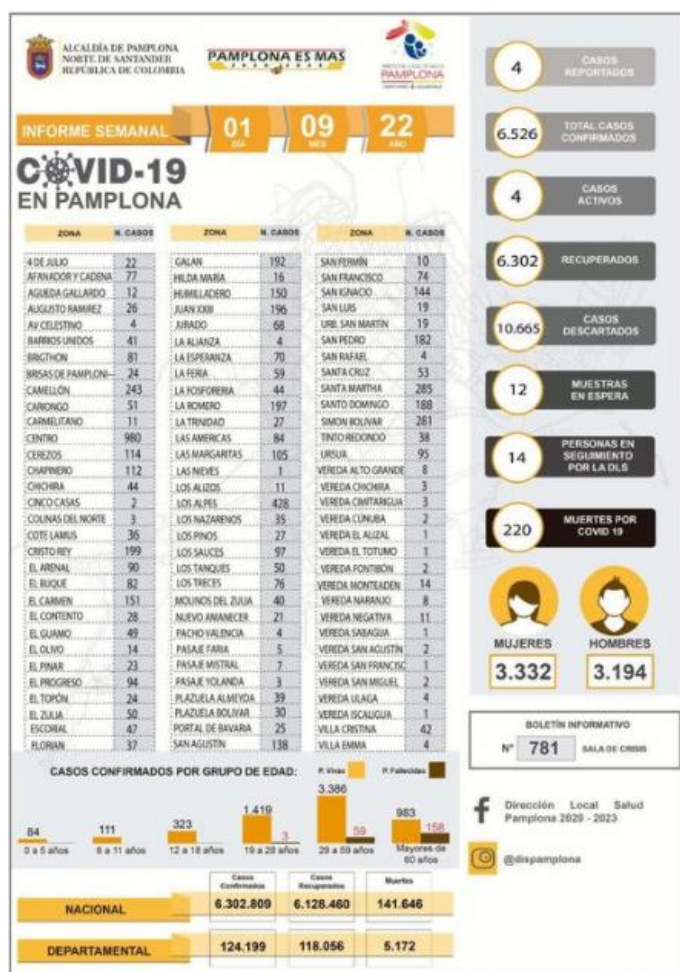 ALCALDÍA DE PAMPLONA
NORTE DE SANTANDER
REPÚBLICA DE COLOMBIA
PAMPLONA ES MAS
PAMPLONA
INFORME SEMANAL
01 09 22
DÍA MES AÑO
COVID-19
EN PAMPLONA
ZONA N. CASOS ZONA N. CASOS ZONA N. CASOS
4 DE JULIO 22 GALAN 192 SAN FERMÍN 10
AFANADOR Y CADENA 77 HILDA MARÍA 16 SAN FRANCISCO 74
AGUEDA GALLARDO 12 HUMILLADERO 150 SAN IGNACIO 144
AUGUSTO RAMIREZ 26 JUAN XXIII 196 SAN LUIS 19
AV CELESTINO 4 JURADO 68 URB. SAN MARTIN 19
BARRIOS UNIDOS 41 LA ALIANZA 4 SAN PEDRO 182
BRIGTHON 81 LA ESPERANZA 70 SAN RAFAEL 4
BRISAS DE PAMPLONI 24 LA FERIA 59 SANTA CRUZ 53
CAMELLÓN 243 LA FOSFORERIA 44 SANTA MARTHA 285
CARIONGO 51 LA ROMERO 197 SANTO DOMINGO 188
CARMELITANO 11 LA TRINIDAD 27 SIMON BOLIVAR 281
CENTRO 980 LAS AMERICAS 84 TINTO REDONDO 38
CEREZOS 114 LAS MARGARITAS 105 URSUA 95
CHAPINERO 112 LAS NIEVES 1 VEREDA ALTO GRANDE 8
CHICHIRA 44 LOS ALIZOS 11 VEREDA CHICHIRA 3
CINCO CASAS 2 LOS ALPES 428 VEREDA CIMITARIGUA 3
COLINAS DEL NORTE 3 LOS NAZARENOS 35 VEREDA CÚNUBA 2
COTE LAMUS 36 LOS PINOS 27 VEREDA EL ALIZAL 1
CRISTO REY 199 LOS SAUCES 97 VEREDA EL TOTUMO 1
EL ARENAL 90 LOS TANQUES 50 VEREDA FONTIBÓN 2
EL BUQUE 82 LOS TRECES 76 VEREDA MONTEADEN 14
EL CARMEN 151 MOLINOS DEL ZULIA 40 VEREDA NARANJO 8
EL CONTENTO 28 NUEVO AMANECER 21 VEREDA NEGATIVA 11
EL GUAMO 49 PACHO VALENCIA 4 VEREDA SABAGUA 1
EL OLIVO 14 PASAJE FARIA 5 VEREDA SAN AGUSTÍN 2
EL PINAR 23 PASAJE MISTRAL 7 VEREDA SAN FRANCISC 1
EL PROGRESO 94 PASAJE YOLANDA 3 VEREDA SAN MIGUEL 2
EL TOPÓN 24 PLAZUELA ALMEYDA 39 VEREDA ULAGA 4
EL ZULIA 50 PLAZUELA BOLIVAR 30 VEREDA ISCALIGUA 1
ESCORIAL 47 PORTAL DE BAVARIA 25 VILLA CRISTINA 42
FLORIAN 37 SAN AGUSTÍN 138 VILLA EMMA 4
4 CASOS REPORTADOS
6.526 TOTAL CASOS CONFIRMADOS
4 CASOS ACTIVOS
6.302 RECUPERADOS
10.665 CASOS DESCARTADOS
12 MUESTRAS EN ESPERA
14 PERSONAS EN SEGUIMIENTO POR LA DLS
220 MUERTES POR COVID 19
MUJERES HOMBRES
3.332 3.194
BOLETÍN INFORMATIVO
N° 781 SALA DE CRISIS
CASOS CONFIRMADOS POR GRUPO DE EDAD: P. Vivas P. Fallecidas
84 111 323 1.419 3 3.386 59 983 158
0 a 5 años 6 a 11 años 12 a 18 años 19 a 28 años 29 a 59 años Mayores de 60 años
Dirección Local Salud
Pamplona 2020 - 2023
@dispamplona
Casos Confirmados Casos Recuperados Muertes
NACIONAL 6.302.809 6.128.460 141.646
DEPARTAMENTAL 124.199 118.056 5.172